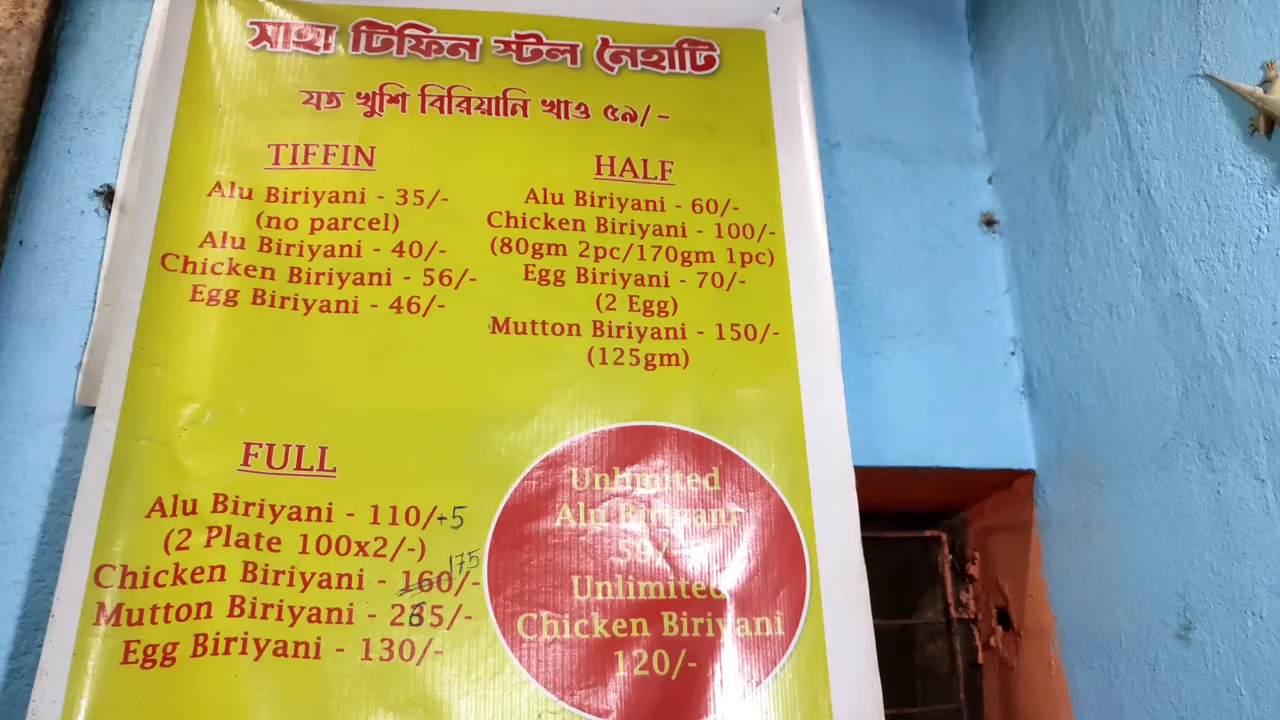 সাহা টিফিন স্টল নৈহাটি
যত খুশি বিরিয়ানি খাও ৫৯/-
TIFFIN
Alu Biriyani - 35/-
(no parcel)
Alu Biriyani - 40/-
Chicken Biriyani - 56/-
Egg Biriyani - 46/-
HALF
Alu Biriyani - 60/-
Chicken Biriyani - 100/-
(80gm 2pc/170gm 1pc)
Egg Biriyani - 70/-
(2 Egg)
Mutton Biriyani - 150/-
(125gm)
FULL
Alu Biriyani - 110/+5
(2 Plate 100x2/-)
175
Chicken Biriyani - 160/-
Mutton Biriyani - 285/-
Egg Biriyani - 130/-
Unlimited
Alu Biriyani
59/-
Unlimited
Chicken Biriyani
120/-